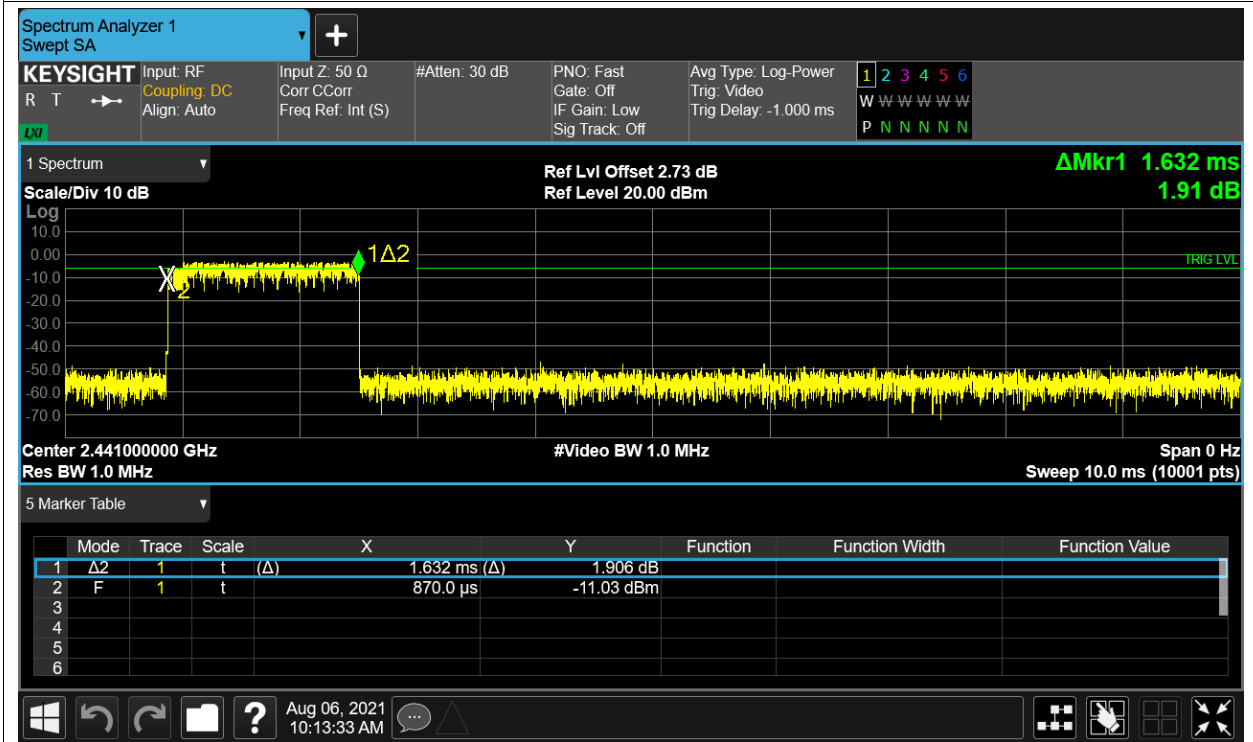 Spectrum Analyzer 1
Swept SA
KEYSIGHT
R T
LXI
Input: RF
Coupling: DC
Align: Auto
Input Z: 50 Ω
Corr CCorr
Freq Ref: Int (S)
#Atten: 30 dB
PNO: Fast
Gate: Off
IF Gain: Low
Sig Track: Off
Avg Type: Log-Power
Trig: Video
Trig Delay: -1.000 ms
1 2 3 4 5 6
W W W W W W
P N N N N N
1 Spectrum
Scale/Div 10 dB
Ref Lvl Offset 2.73 dB
Ref Level 20.00 dBm
ΔMkr1 1.632 ms
1.91 dB
Log
10.0
0.00
-10.0
-20.0
-30.0
-40.0
-50.0
-60.0
-70.0
1Δ2
X2
TRIG LVL
Center 2.441000000 GHz
Res BW 1.0 MHz
#Video BW 1.0 MHz
Span 0 Hz
Sweep 10.0 ms (10001 pts)
5 Marker Table
Mode Trace Scale X Y Function Function Width Function Value
1 Δ2 1 t (Δ) 1.632 ms (Δ) 1.906 dB
2 F 1 t 870.0 µs -11.03 dBm
3
4
5
6
?
Aug 06, 2021
10:13:33 AM